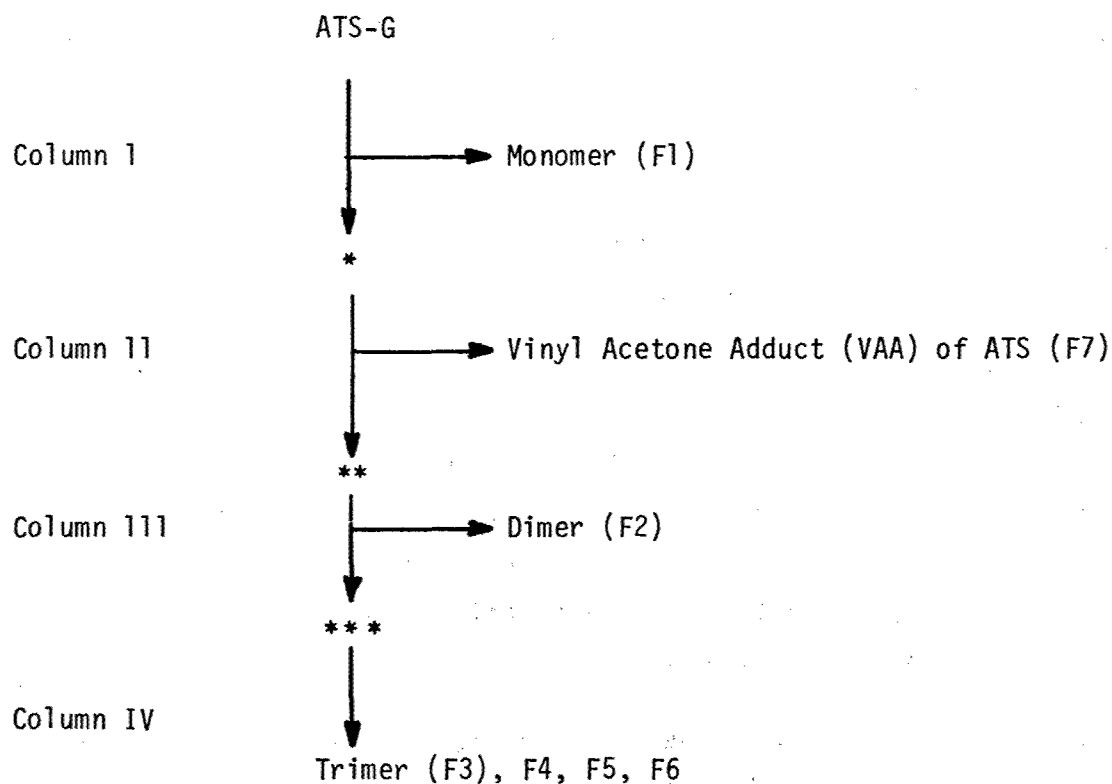 ATS-G
Column 1 Monomer (F1)
*
Column 11 Vinyl Acetone Adduct (VAA) of ATS (F7)
**
Column 111 Dimer (F2)
***
Column IV
Trimer (F3), F4, F5, F6